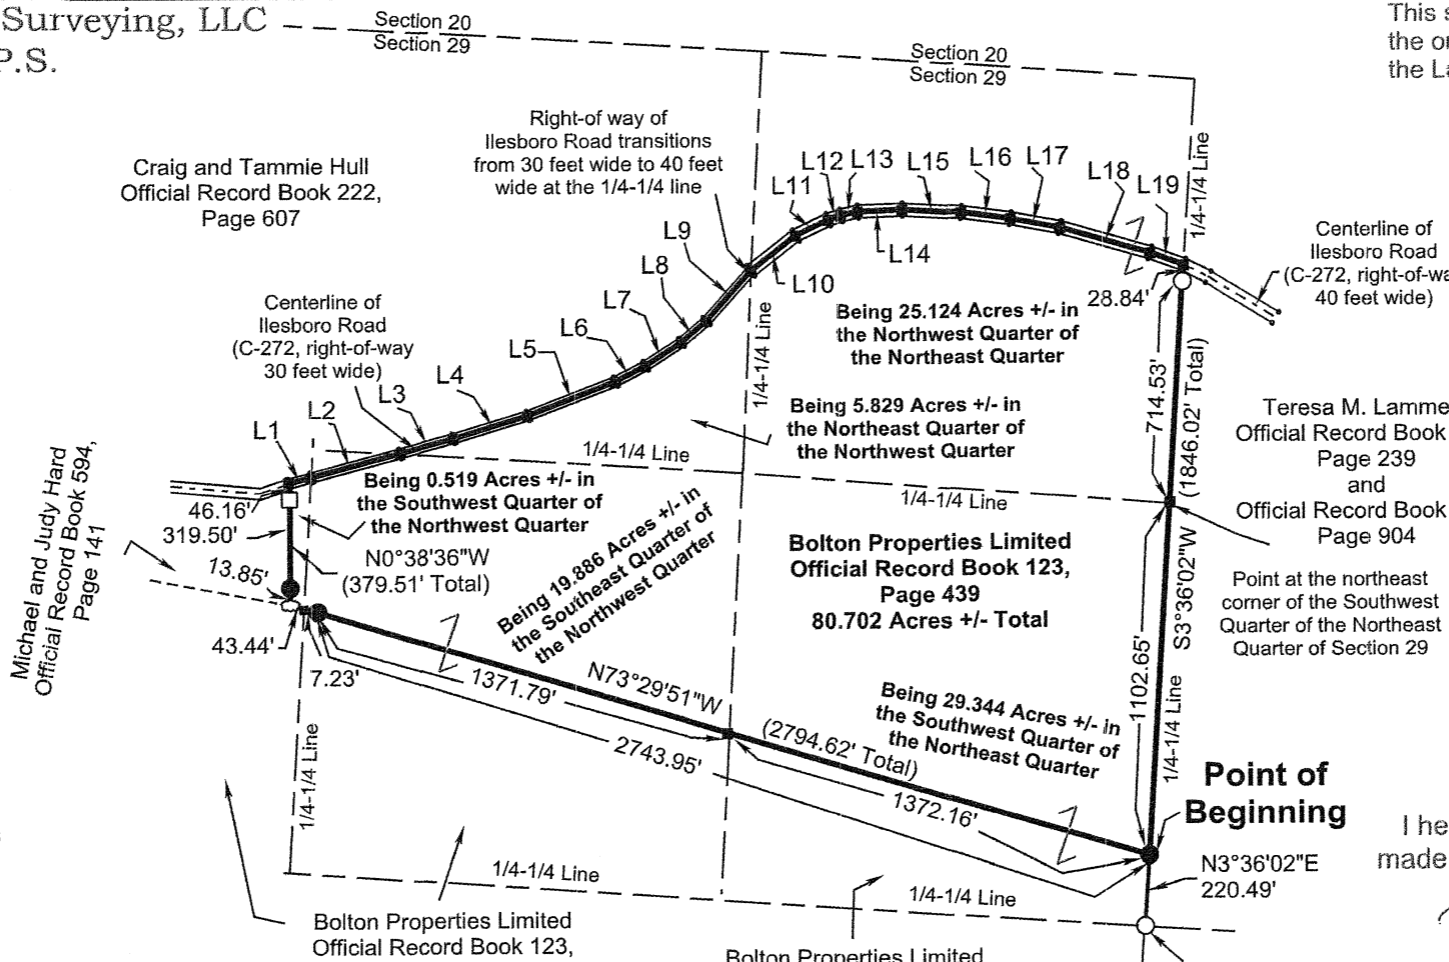 Surveying, LLC
P.S.
Section 20
Section 29
Section 20
Section 29
This s
the o
the La
Right-of way of
Ilesboro Road transitions
from 30 feet wide to 40 feet
wide at the 1/4-1/4 line
Craig and Tammie Hull
Official Record Book 222,
Page 607
L11
L12
L13
L15
L16
L17
L18
L19
1/4-1/4 Line
L9
L8
L7
L6
L5
L4
L3
L2
L1
L10
L14
Centerline of
Ilesboro Road
(C-272, right-of-wa
40 feet wide)
28.84'
Centerline of
Ilesboro Road
(C-272, right-of-way
30 feet wide)
Being 25.124 Acres +/- in
the Northwest Quarter of
the Northeast Quarter
1/4-1/4 Line
714.53'
(1846.02' Total)
Being 5.829 Acres +/- in
the Northeast Quarter of
the Northwest Quarter
Teresa M. Lamme
Official Record Book
Page 239
and
Official Record Book
Page 904
1/4-1/4 Line
1/4-1/4 Line
Michael and Judy Hard
Official Record Book 594,
Page 141
46.16'
319.50'
13.85'
43.44'
7.23'
Being 0.519 Acres +/- in
the Southwest Quarter of
the Northwest Quarter
N0°38'36"W
(379.51' Total)
Being 19.886 Acres +/- in
the Southeast Quarter of
the Northwest Quarter
Bolton Properties Limited
Official Record Book 123,
Page 439
80.702 Acres +/- Total
S3°36'02"W
1102.65'
Point at the northeast
corner of the Southwest
Quarter of the Northeast
Quarter of Section 29
1371.79'
N73°29'51"W
(2794.62' Total)
2743.95'
1372.16'
Being 29.344 Acres +/- in
the Southwest Quarter of
the Northeast Quarter
1/4-1/4 Line
1/4-1/4 Line
Point of
Beginning
N3°36'02"E
220.49'
I he
made
1/4-1/4 Line
1/4-1/4 Line
Bolton Properties Limited
Official Record Book 123,
Bolton Properties Limited